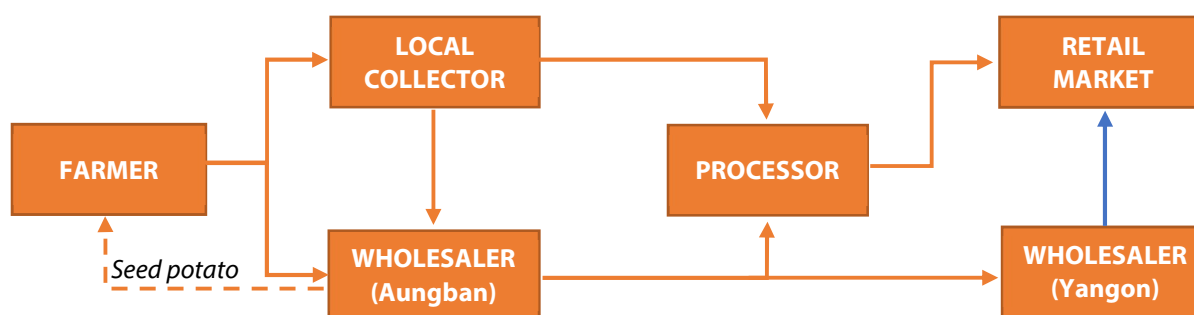 LOCAL
COLLECTOR
RETAIL
MARKET
FARMER
PROCESSOR
Seed potato
WHOLESALER
(Aungban)
WHOLESALER
(Yangon)